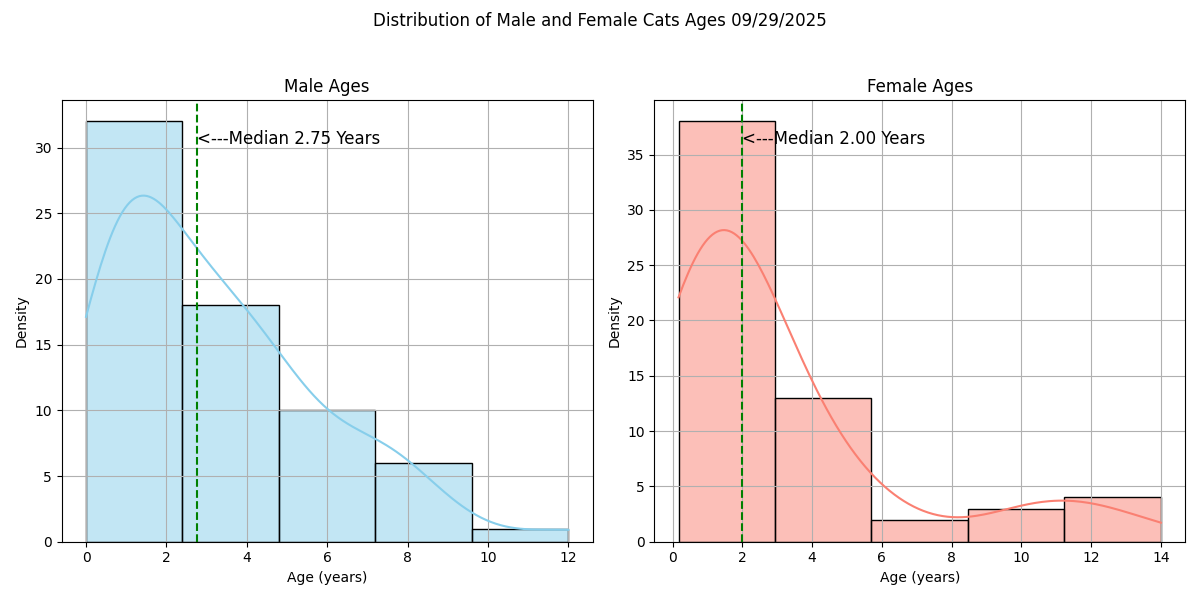 Distribution of Male and Female Cats Ages 09/29/2025
Male Ages
<---Median 2.75 Years
Density
30
25
20
15
10
5
0
0 2 4 6 8 10 12
Age (years)
Female Ages
<---Median 2.00 Years
Density
35
30
25
20
15
10
5
0
0 2 4 6 8 10 12 14
Age (years)